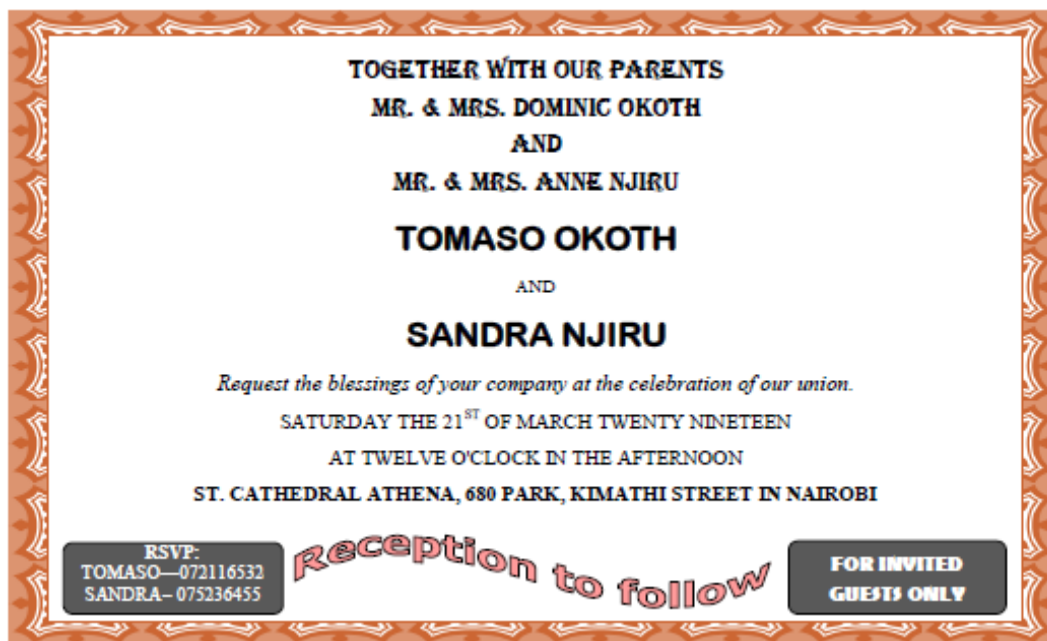 TOGETHER WITH OUR PARENTS
MR. & MRS. DOMINIC OKOTH
AND
MR. & MRS. ANNE NJIRU
TOMASO OKOTH
AND
SANDRA NJIRU
Request the blessings of your company at the celebration of our union.
SATURDAY THE 21ST OF MARCH TWENTY NINETEEN
AT TWELVE O'CLOCK IN THE AFTERNOON
ST. CATHEDRAL ATHENA, 680 PARK, KIMATHI STREET IN NAIROBI
RSVP:
TOMASO—072116532
SANDRA– 075236455
Reception to follow
FOR INVITED
GUESTS ONLY